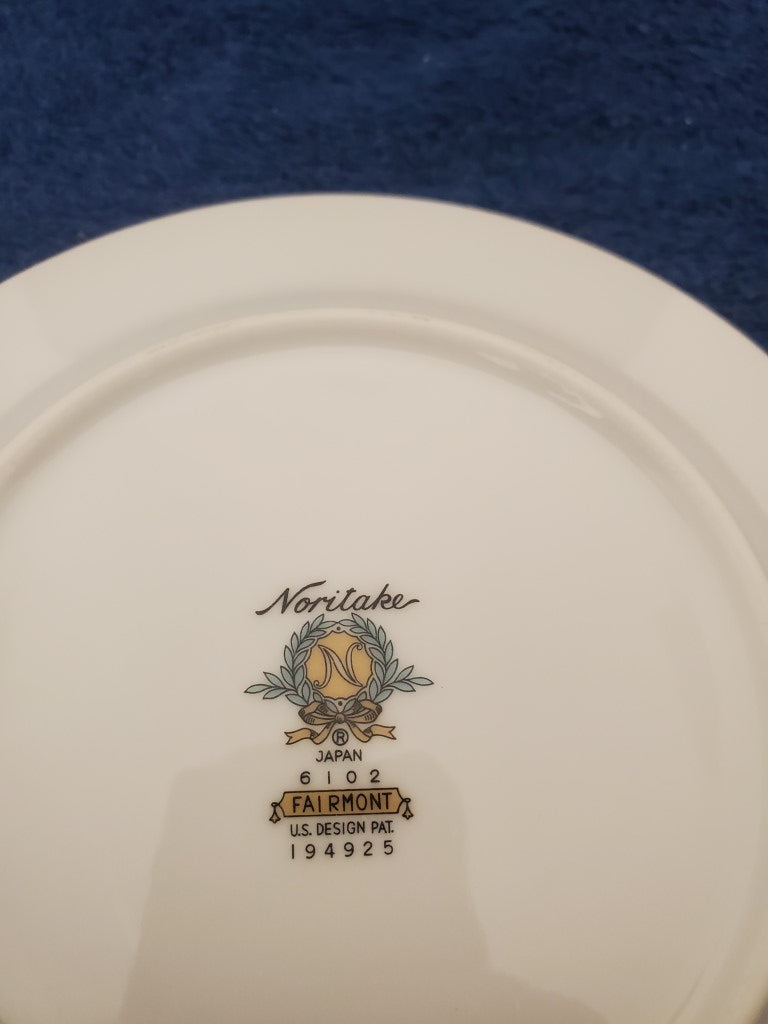 Noritake
N
®
JAPAN
6102
FAIRMONT
U.S. DESIGN PAT.
194925